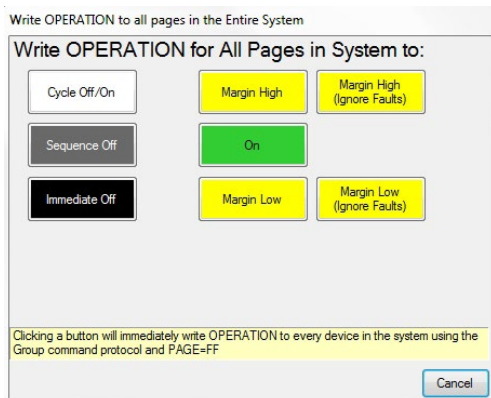 Write OPERATION to all pages in the Entire System
Write OPERATION for All Pages in System to:
Cycle Off/On
Margin High
Margin High
(Ignore Faults)
Sequence Off
On
Immediate Off
Margin Low
Margin Low
(Ignore Faults)
Clicking a button will immediately write OPERATION to every device in the system using the
Group command protocol and PAGE=FF
Cancel